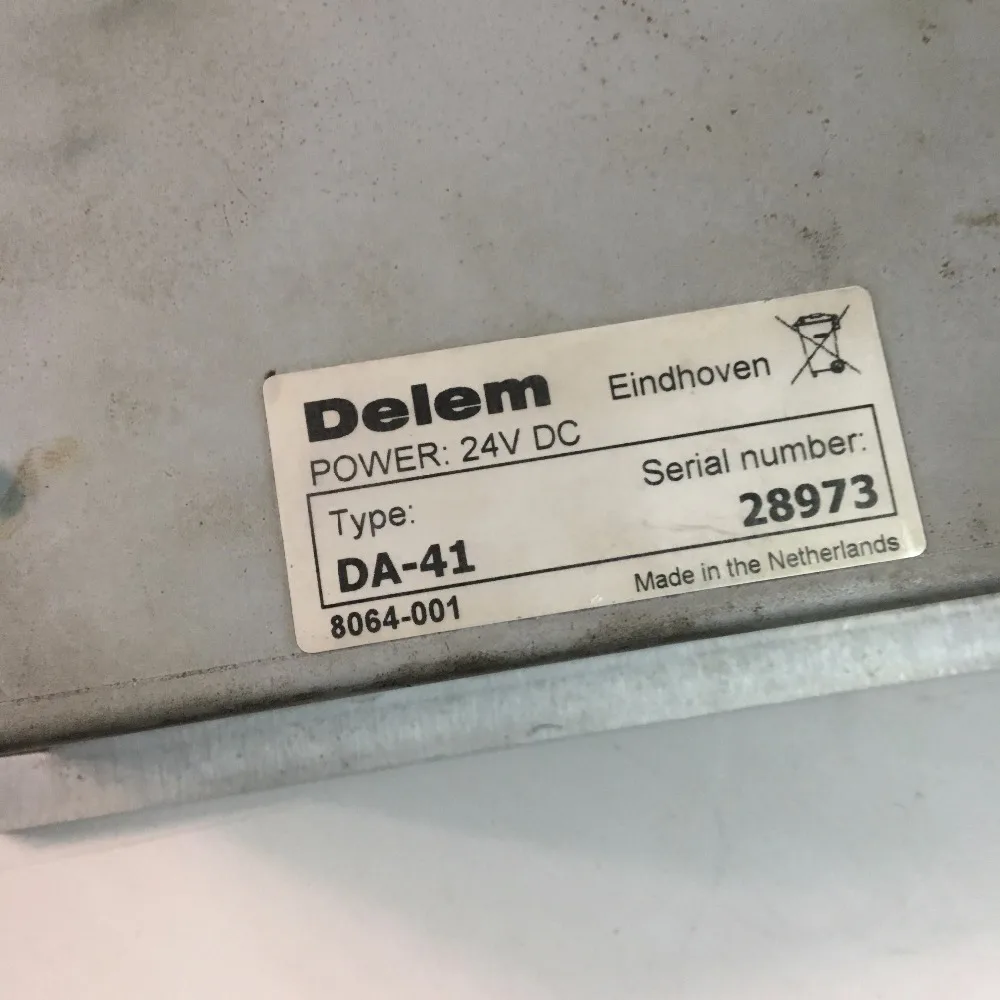 Delem Eindhoven
POWER: 24V DC
Type: Serial number:
DA-41 28973
8064-001 Made in the Netherlands